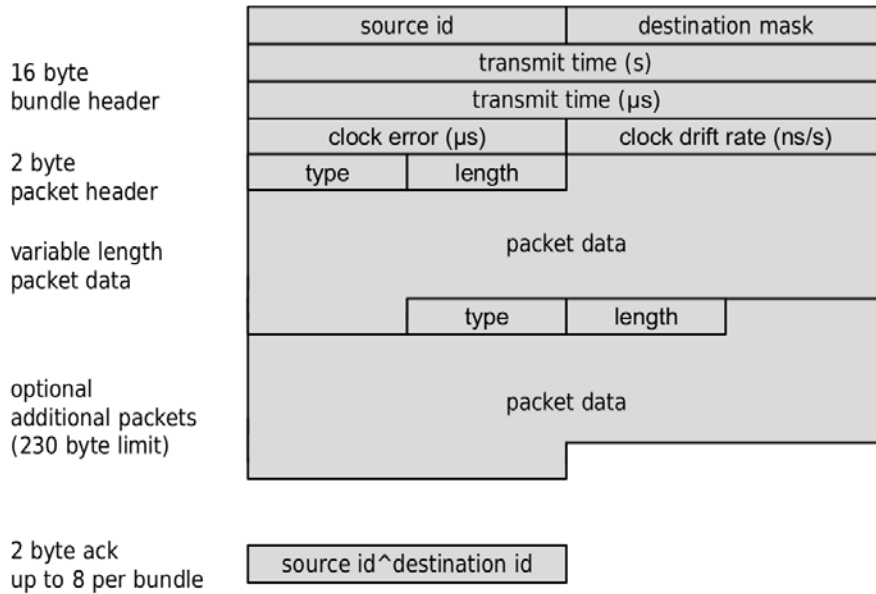 source id destination mask
16 byte
bundle header
transmit time (s)
transmit time (µs)
clock error (µs) clock drift rate (ns/s)
2 byte
packet header
type length
variable length
packet data
packet data
type length
optional
additional packets
(230 byte limit)
packet data
2 byte ack
up to 8 per bundle
source id^destination id